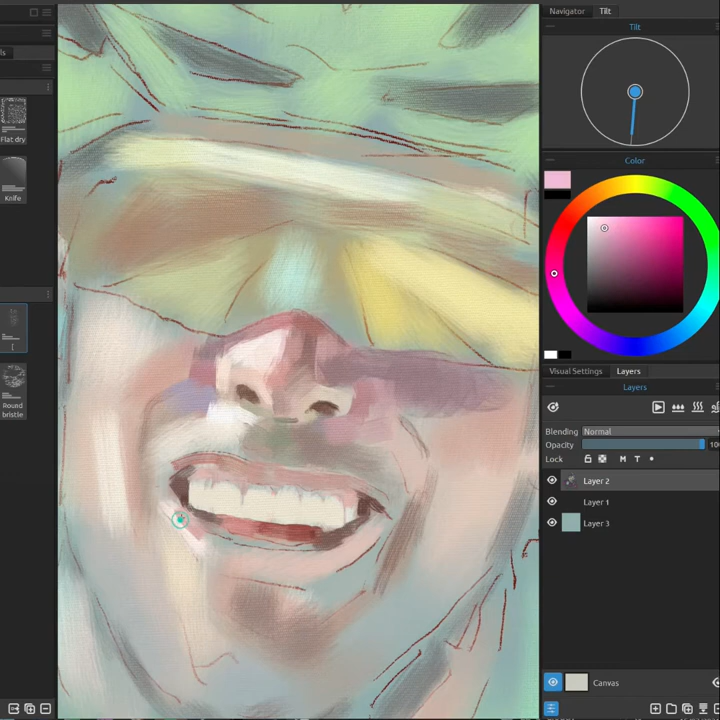 Navigator Tilt
Tilt
Color
ls
Flat dry
Knife
Round
bristle
Visual Settings Layers
Layers
Blending Normal
Opacity
Lock M T
Layer 2
Layer 1
Layer 3
Canvas